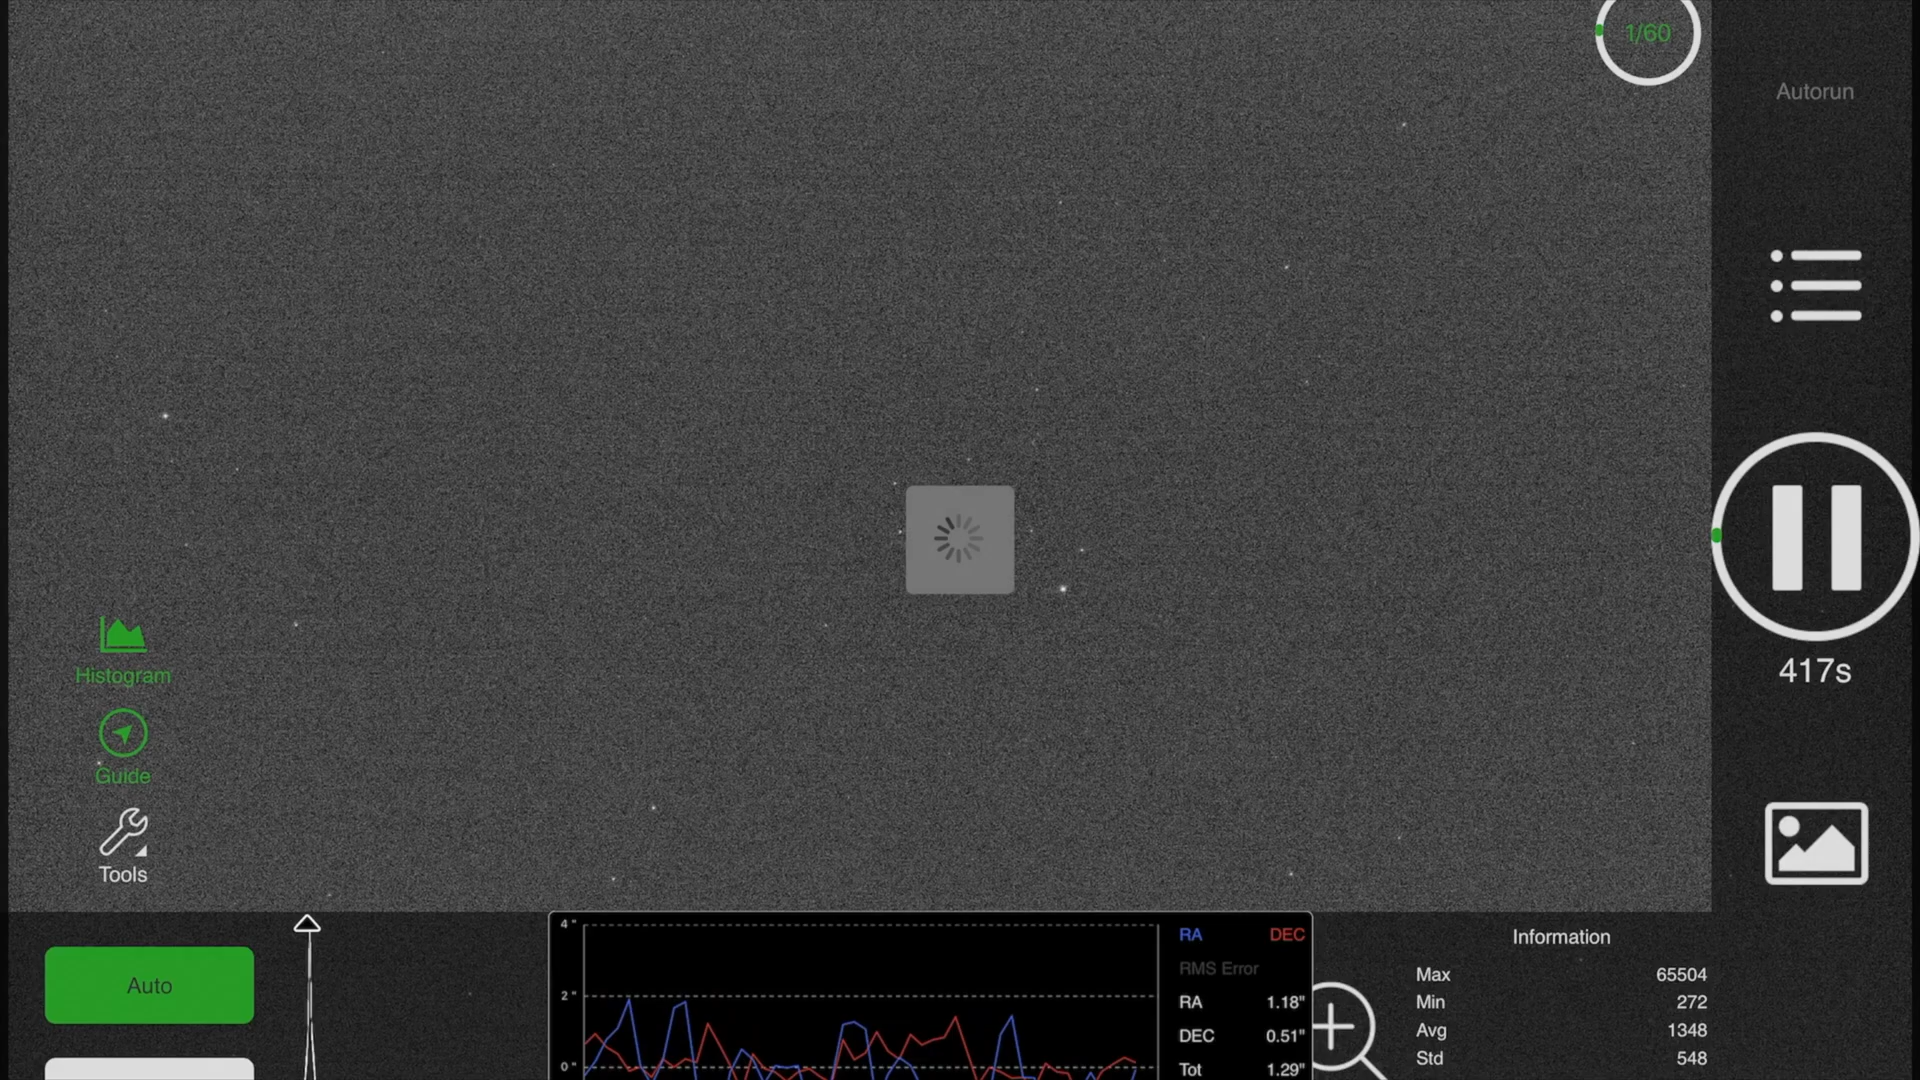 1/60
Autorun
417s
Histogram
Guide
Tools
Auto
4"
2"
0"
RA DEC
RMS Error
RA 1.18"
DEC 0.51"
Tot 1.29"
Information
Max 65504
Min 272
Avg 1348
Std 548